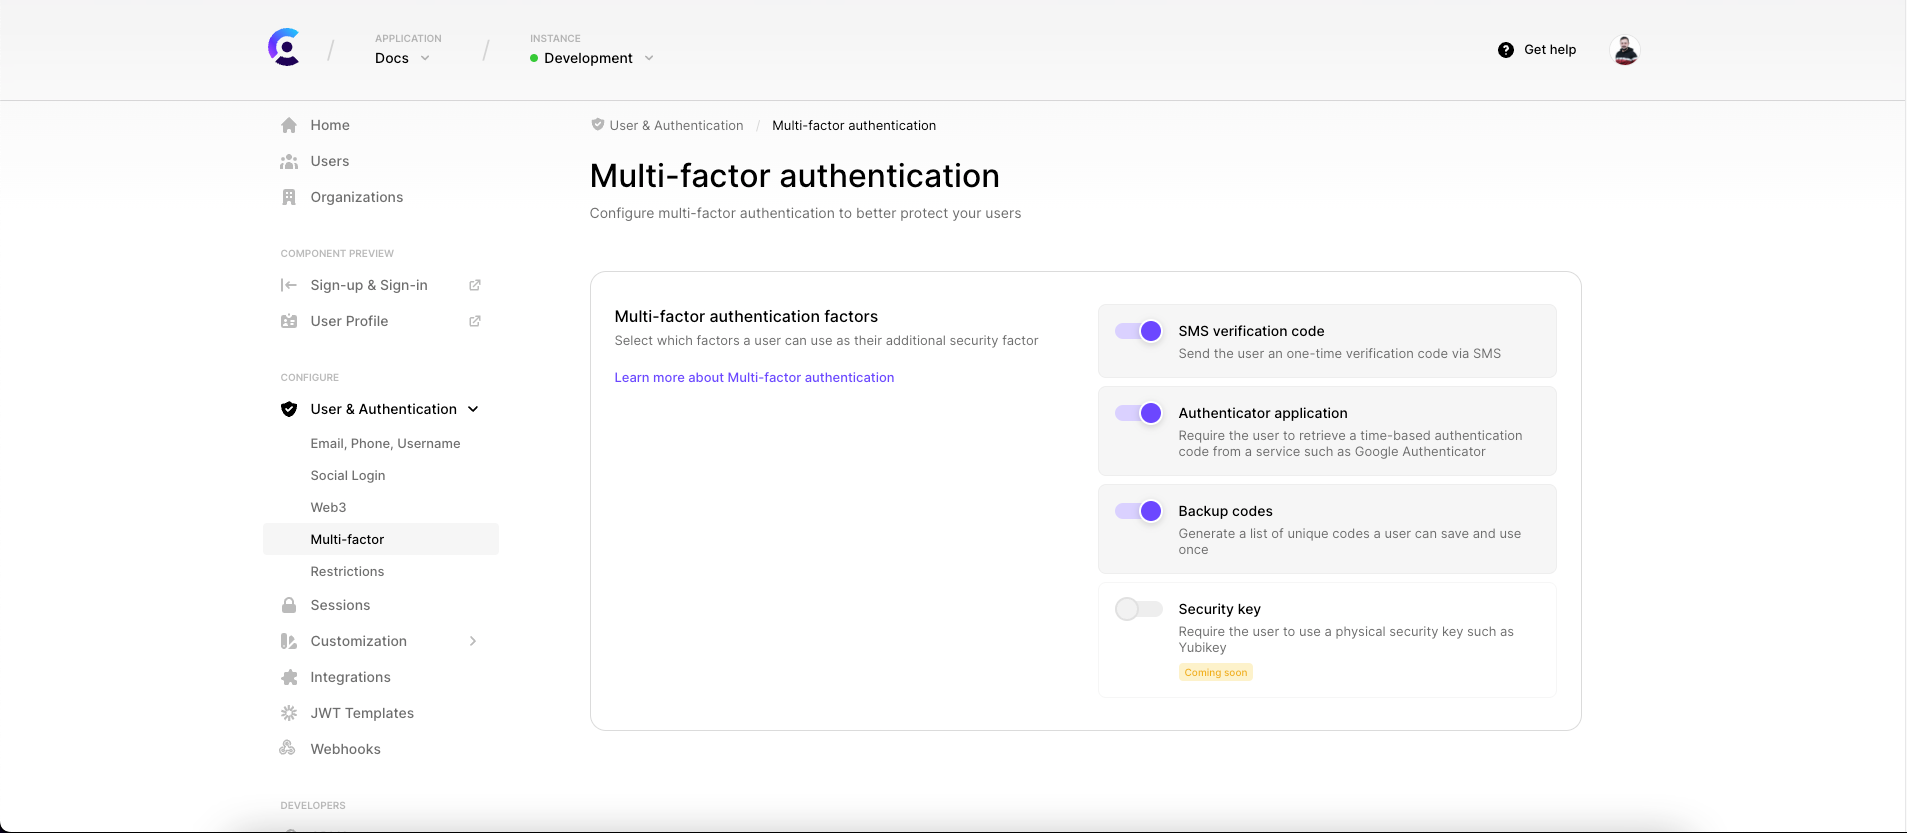 APPLICATION
Docs
INSTANCE
Development
Get help
Home
Users
Organizations
COMPONENT PREVIEW
Sign-up & Sign-in
User Profile
CONFIGURE
User & Authentication
Email, Phone, Username
Social Login
Web3
Multi-factor
Restrictions
Sessions
Customization
Integrations
JWT Templates
Webhooks
DEVELOPERS
User & Authentication / Multi-factor authentication
Multi-factor authentication
Configure multi-factor authentication to better protect your users
Multi-factor authentication factors
Select which factors a user can use as their additional security factor
Learn more about Multi-factor authentication
SMS verification code
Send the user an one-time verification code via SMS
Authenticator application
Require the user to retrieve a time-based authentication
code from a service such as Google Authenticator
Backup codes
Generate a list of unique codes a user can save and use
once
Security key
Require the user to use a physical security key such as
Yubikey
Coming soon